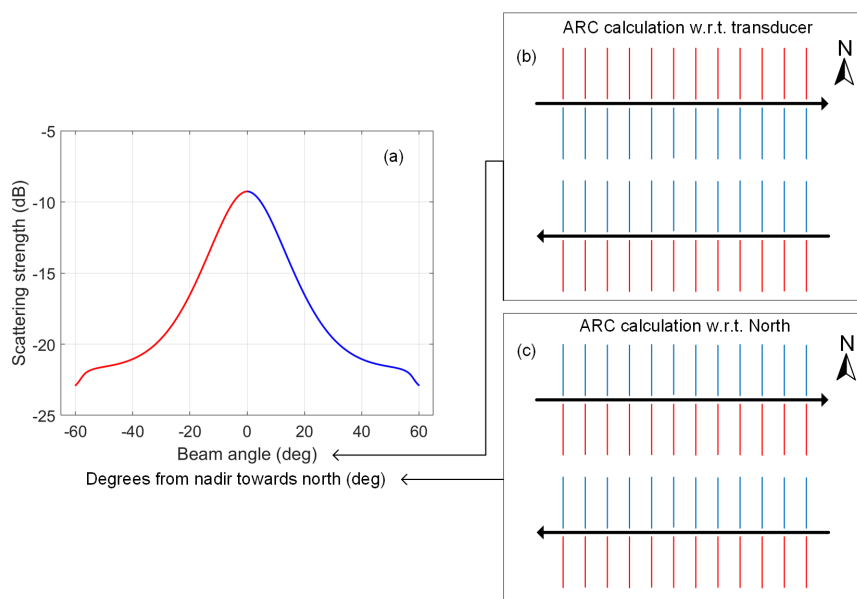 (a)
-5
-10
-15
-20
-25
Scattering strength (dB)
-60 -40 -20 0 20 40 60
Beam angle (deg)
Degrees from nadir towards north (deg)
ARC calculation w.r.t. transducer
(b)
N
ARC calculation w.r.t. North
(c)
N